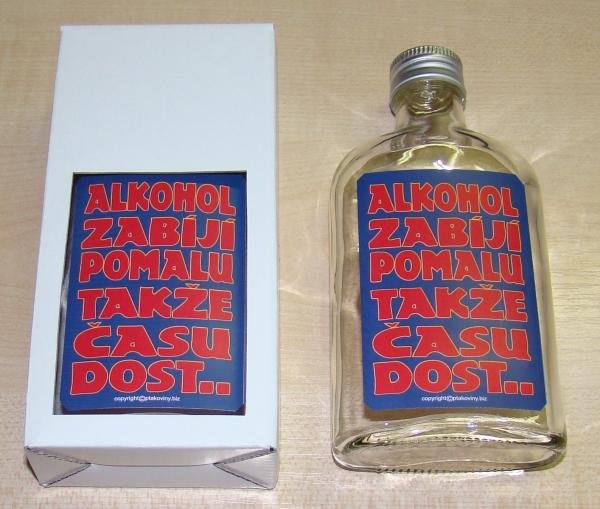 ALKOHOL
ZABÍJÍ
POMALU
TAKŽE
ČASU
DOST..
copyright©ptakoviny.biz
ALKOHOL
ZABÍJÍ
POMALU
TAKŽE
ČASU
DOST..
copyright©ptakoviny.biz